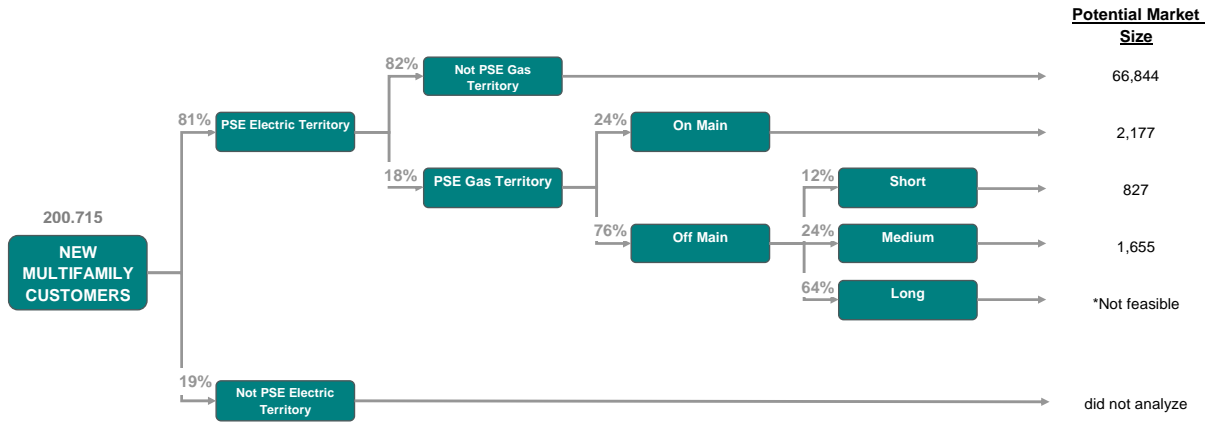 Potential Market
Size
82%
Not PSE Gas
Territory
66,844
81%
PSE Electric Territory
24%
On Main
2,177
18%
PSE Gas Territory
12%
Short
827
200.715
NEW
MULTIFAMILY
CUSTOMERS
76%
Off Main
24%
Medium
1,655
64%
Long
*Not feasible
19%
Not PSE Electric
Territory
did not analyze